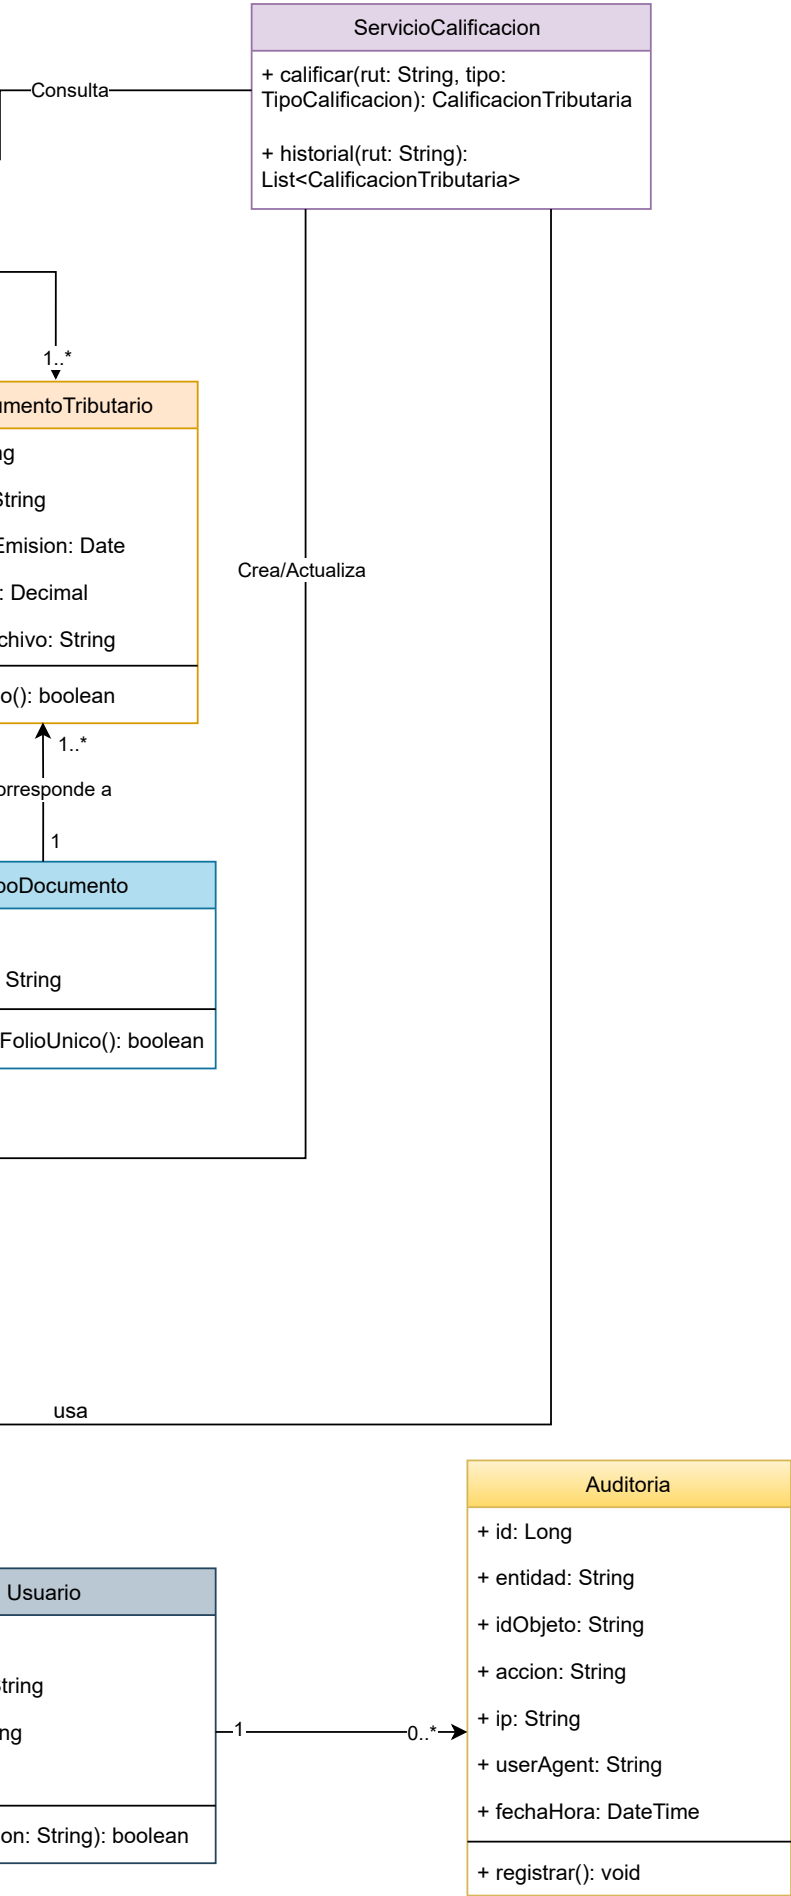 ServicioCalificacion
+ calificar(rut: String, tipo:
TipoCalificacion): CalificacionTributaria
+ historial(rut: String):
List<CalificacionTributaria>
Consulta
1..*
umentoTributario
ng
String
Emision: Date
: Decimal
chivo: String
o(): boolean
Crea/Actualiza
1..*
orresponde a
1
poDocumento
String
FolioUnico(): boolean
usa
Auditoria
+ id: Long
+ entidad: String
+ idObjeto: String
+ accion: String
+ ip: String
+ userAgent: String
+ fechaHora: DateTime
+ registrar(): void
Usuario
tring
ng
on: String): boolean
1
0..*